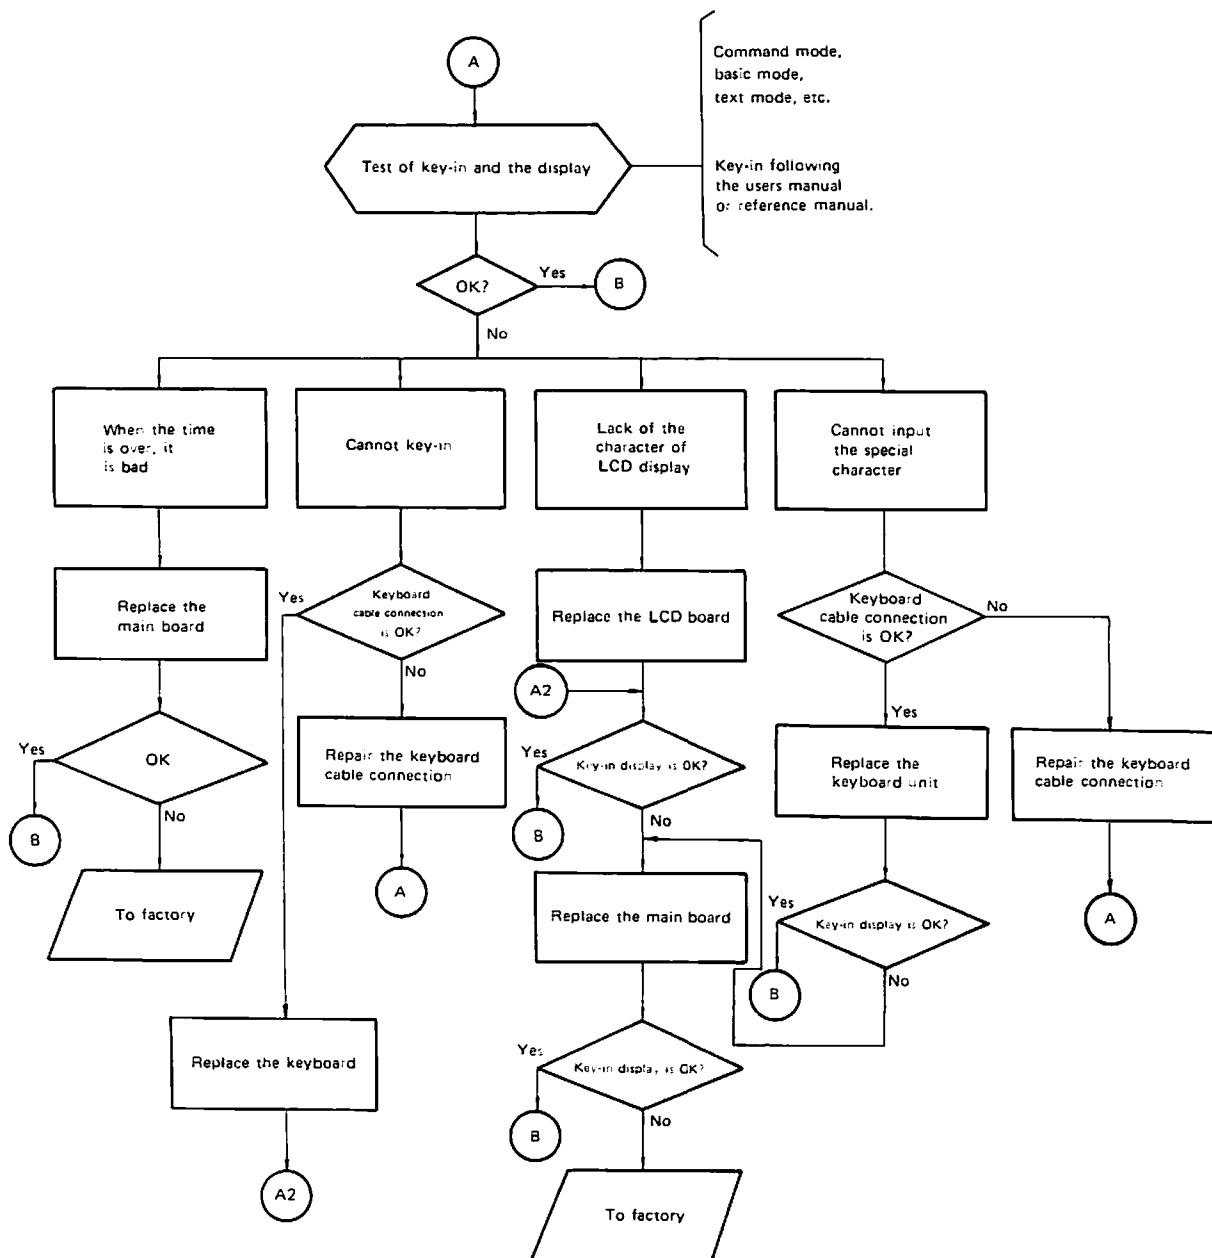 A
Command mode,
basic mode,
text mode, etc.
Test of key-in and the display
Key-in following
the users manual
or reference manual.
OK?
Yes
B
No
When the time
is over, it
is bad
Cannot key-in
Lack of the
character of
LCD display
Cannot input
the special
character
Replace the
main board
Yes
Keyboard
cable connection
is OK?
No
Replace the LCD board
Keyboard
cable connection
is OK?
No
Yes
A2
Yes
OK
No
B
Repair the keyboard
cable connection
A
Yes
Key-in display is OK?
No
B
Replace the
keyboard unit
Repair the keyboard
cable connection
A
To factory
Replace the main board
Yes
Key-in display is OK?
No
B
Replace the keyboard
A2
Yes
Key-in display is OK?
No
B
To factory